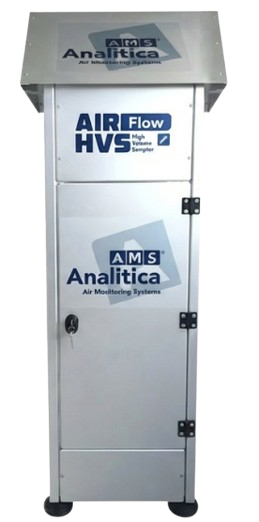 AMS
Analitica
Air Monitoring Systems
AIR Flow
HVS High
Volume
Sampler
AMS
Analitica
Air Monitoring Systems